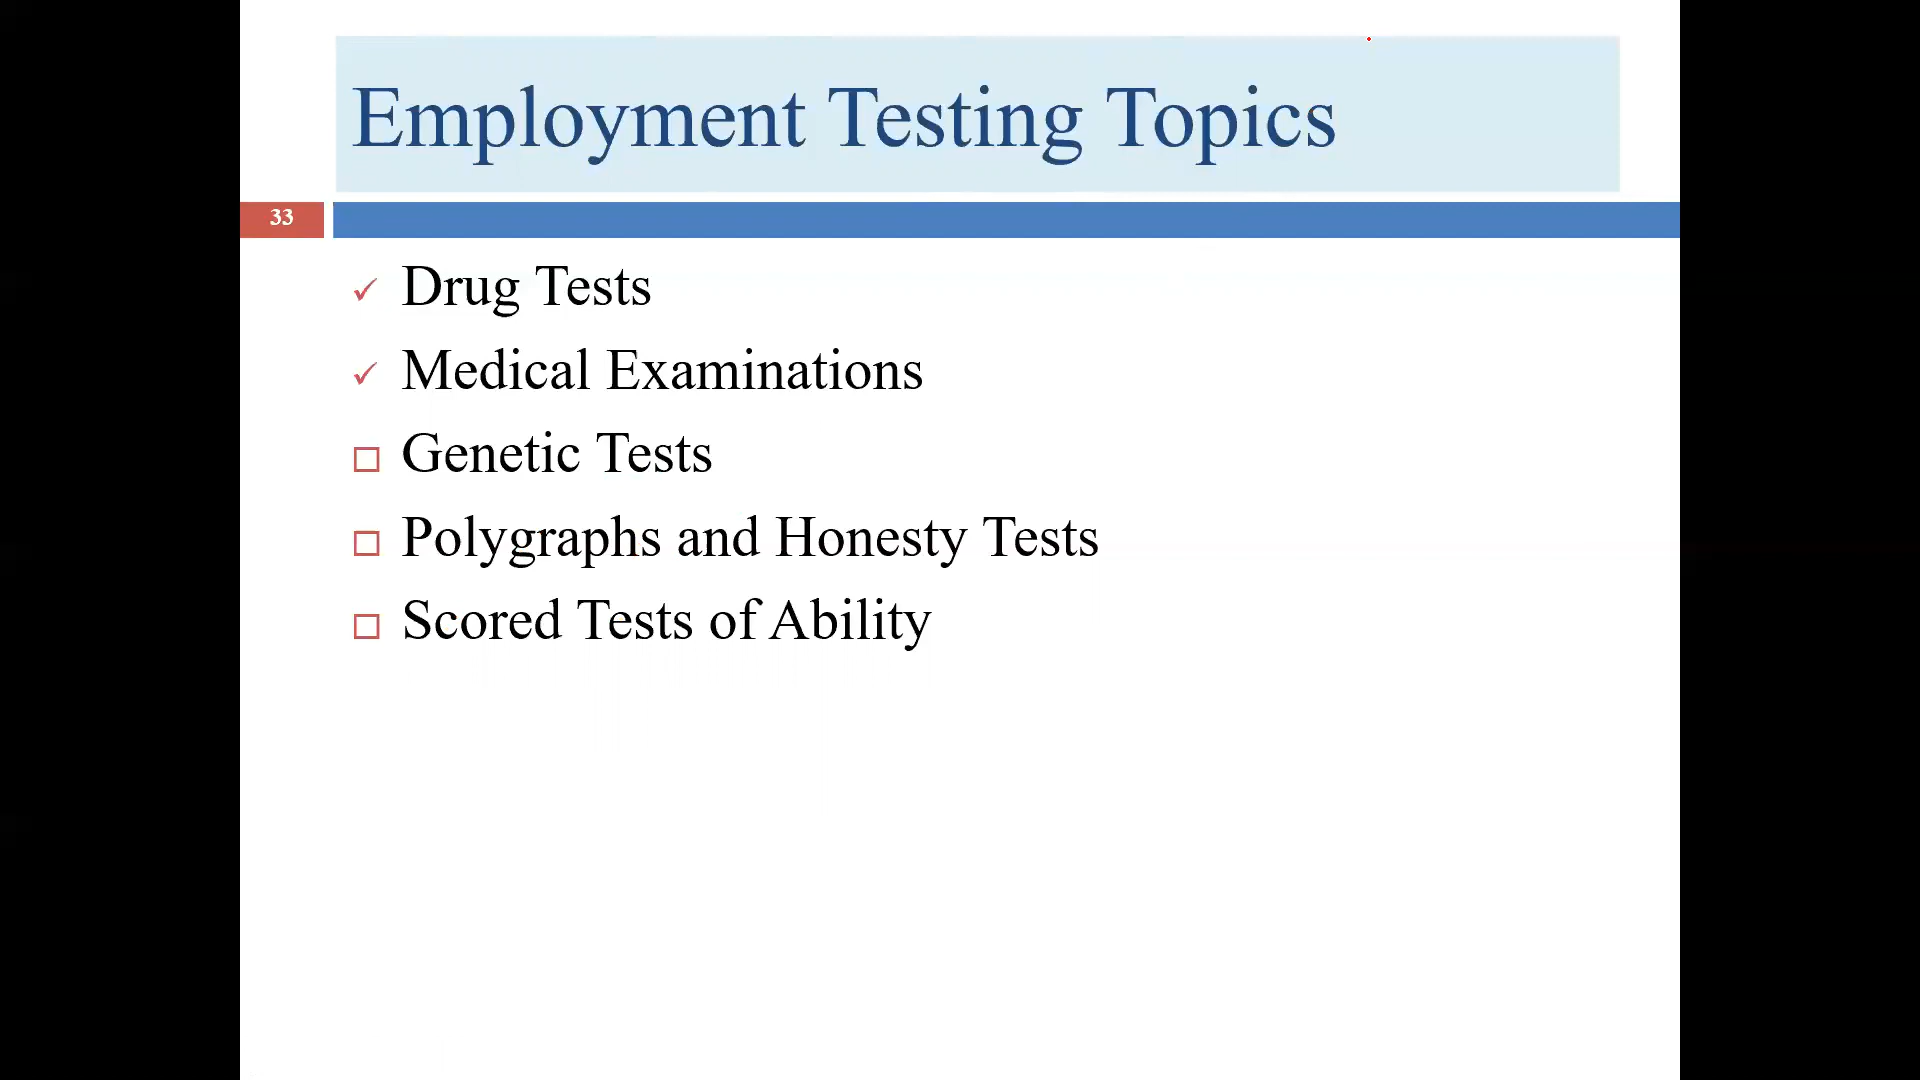 Employment Testing Topics
33
Drug Tests
Medical Examinations
Genetic Tests
Polygraphs and Honesty Tests
Scored Tests of Ability